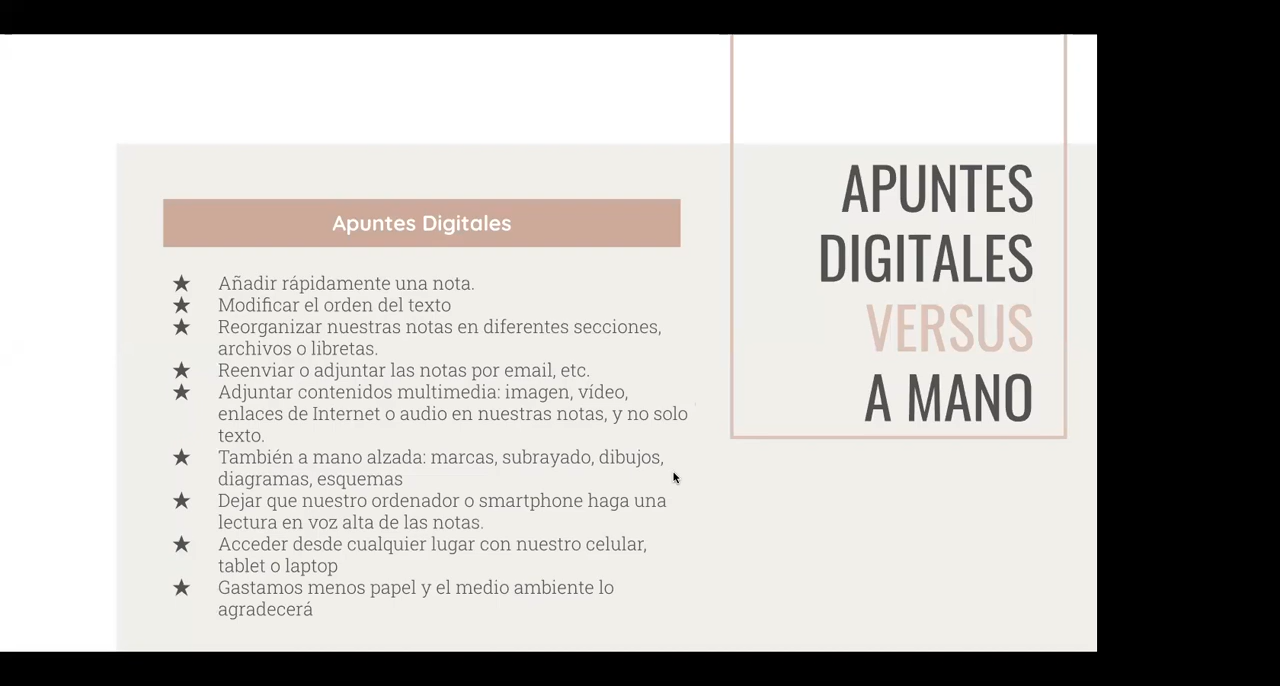 APUNTES
DIGITALES
VERSUS
A MANO
Apuntes Digitales
★ Añadir rápidamente una nota.
★ Modificar el orden del texto
★ Reorganizar nuestras notas en diferentes secciones,
archivos o libretas.
★ Reenviar o adjuntar las notas por email, etc.
★ Adjuntar contenidos multimedia: imagen, vídeo,
enlaces de Internet o audio en nuestras notas, y no solo
texto.
★ También a mano alzada: marcas, subrayado, dibujos,
diagramas, esquemas
★ Dejar que nuestro ordenador o smartphone haga una
lectura en voz alta de las notas.
★ Acceder desde cualquier lugar con nuestro celular,
tablet o laptop
★ Gastamos menos papel y el medio ambiente lo
agradecerá